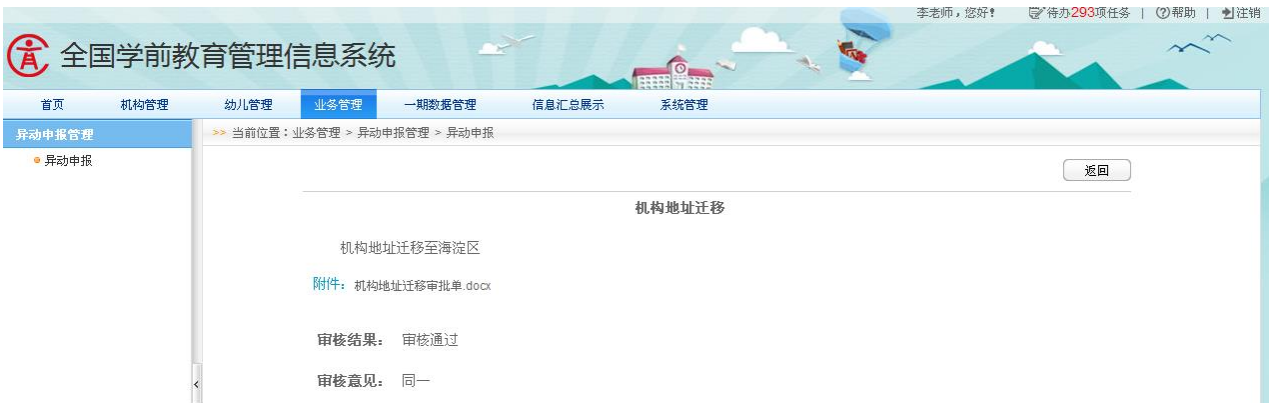 李老师，您好! 待办293项任务 | 帮助 | 注销
全国学前教育管理信息系统
首页 机构管理 幼儿管理 业务管理 一期数据管理 信息汇总展示 系统管理
异动申报管理 >> 当前位置：业务管理 > 异动申报管理 > 异动申报
异动申报
返回
机构地址迁移
机构地址迁移至海淀区
附件: 机构地址迁移审批单.docx
审核结果: 审核通过
审核意见: 同一